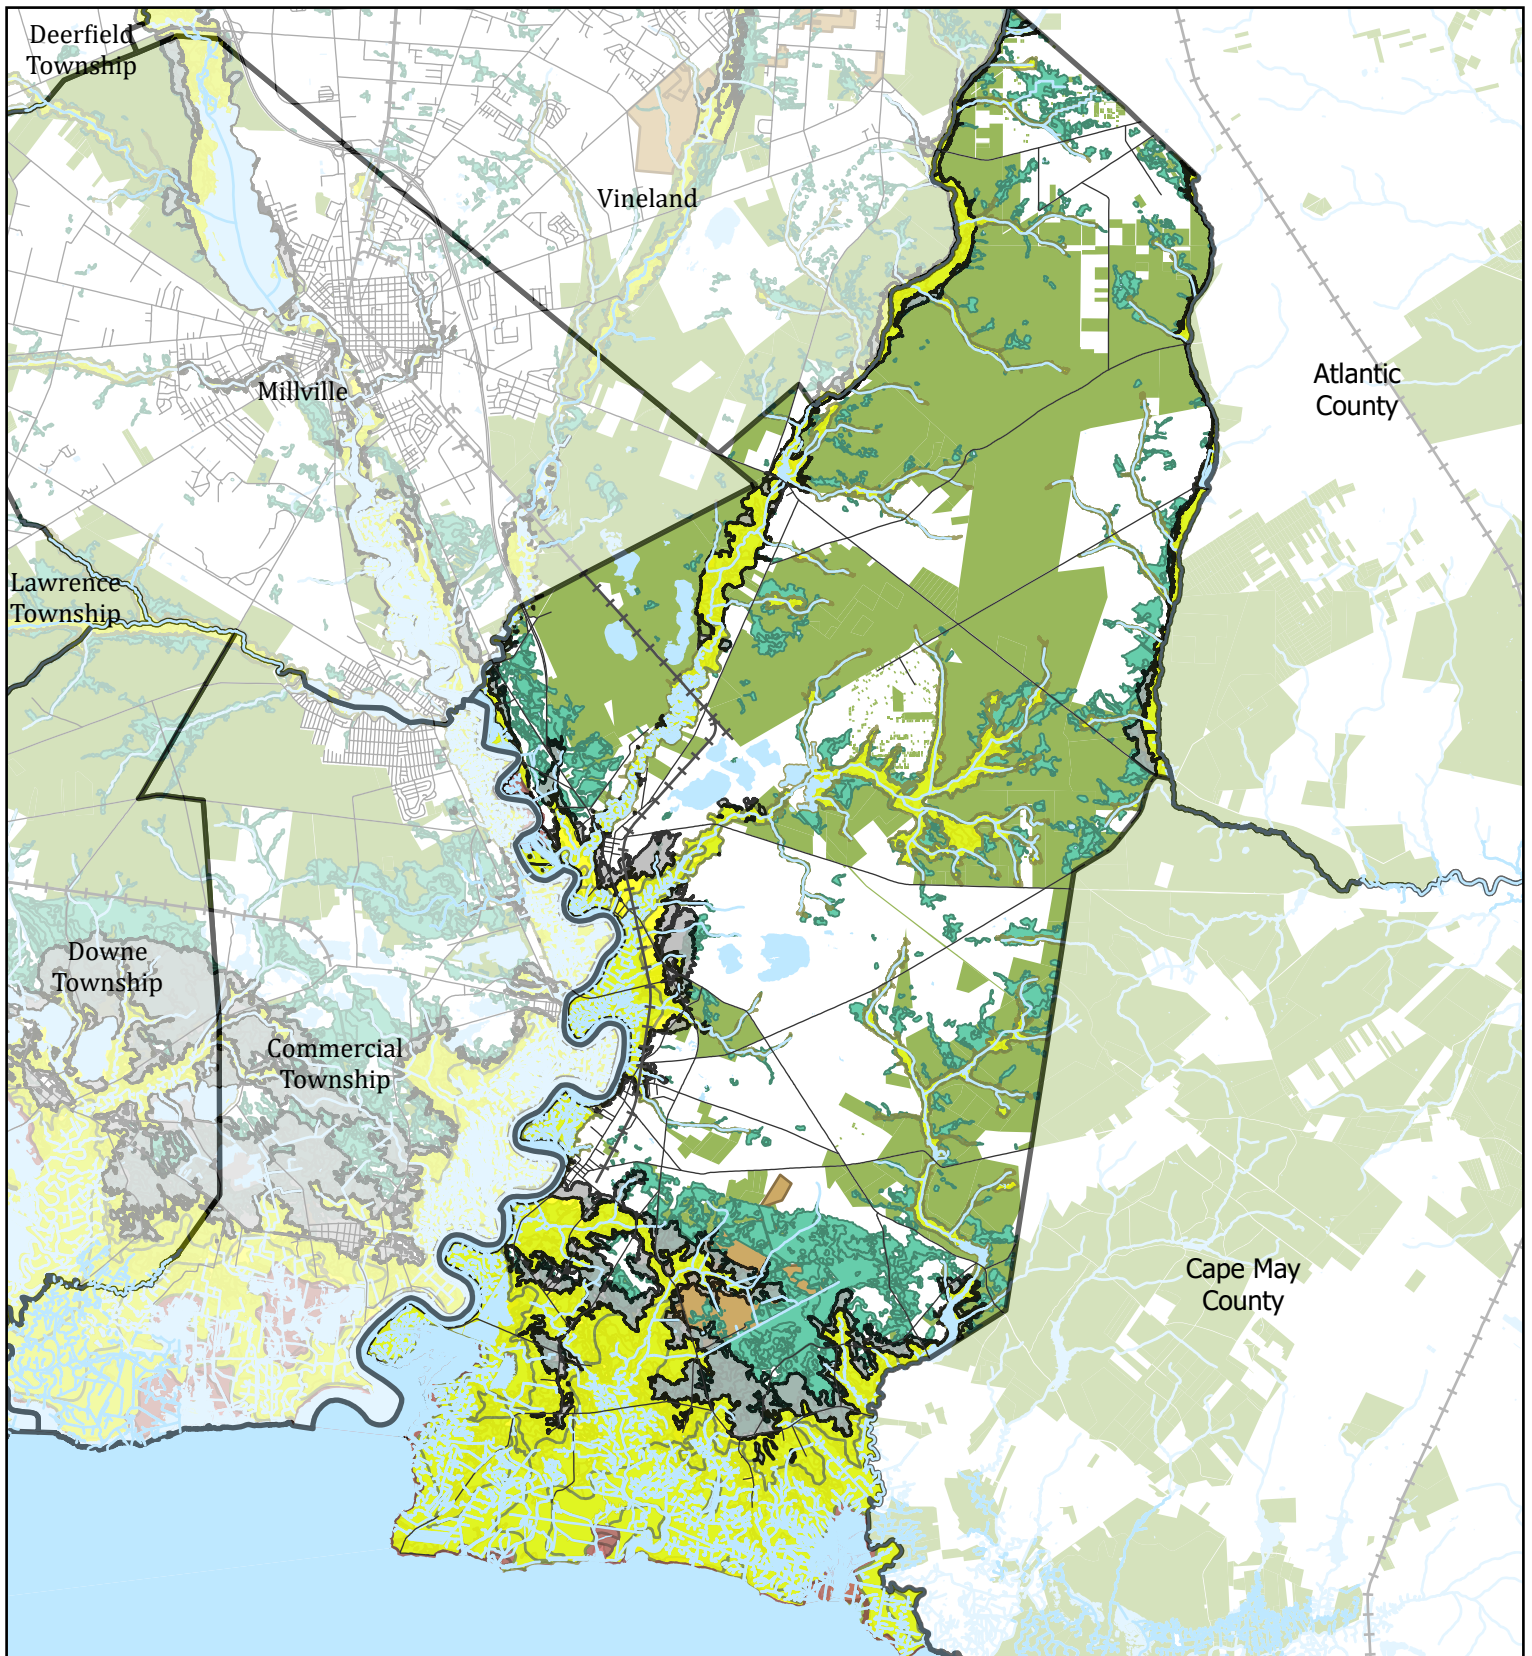 Deerfield
Township
Vineland
Millville
Atlantic
County
Lawrence
Township
Downe
Township
Commercial
Township
Cape May
County